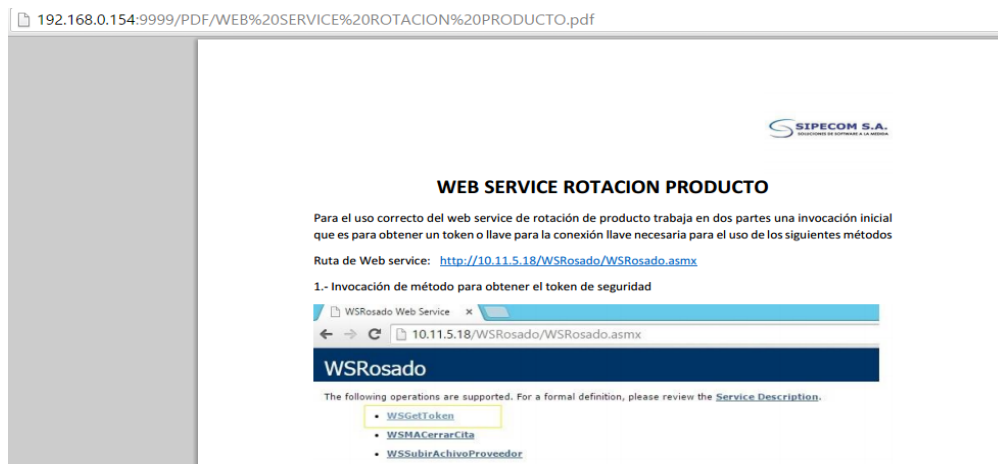 192.168.0.154:9999/PDF/WEB%20SERVICE%20ROTACION%20PRODUCTO.pdf
SIPECOM S.A.
SOLUCIONES DE SOFTWARE A LA MEDIDA
WEB SERVICE ROTACION PRODUCTO
Para el uso correcto del web service de rotación de producto trabaja en dos partes una invocación inicial
que es para obtener un token o llave para la conexión llave necesaria para el uso de los siguientes métodos
Ruta de Web service: http://10.11.5.18/WSRosado/WSRosado.asmx
1.- Invocación de método para obtener el token de seguridad
WSRosado Web Service ×
10.11.5.18/WSRosado/WSRosado.asmx
WSRosado
The following operations are supported. For a formal definition, please review the Service Description.
• WSGetToken
• WSMACerrarCita
• WSSubirAchivoProveedor